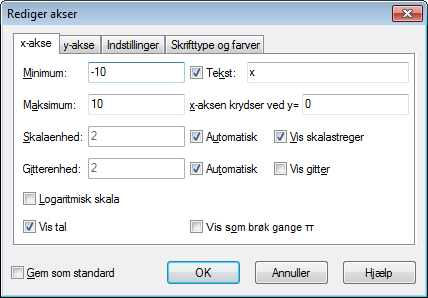 Rediger akser
x-akse y-akse Indstillinger Skrifttype og farver
Minimum: -10 Tekst: x
Maksimum: 10 x-aksen krydser ved y= 0
Skalaenhed: 2 Automatisk Vis skalastreger
Gitterenhed: 2 Automatisk Vis gitter
Logaritmisk skala
Vis tal Vis som brøk gange π
Gem som standard OK Annuller Hjælp